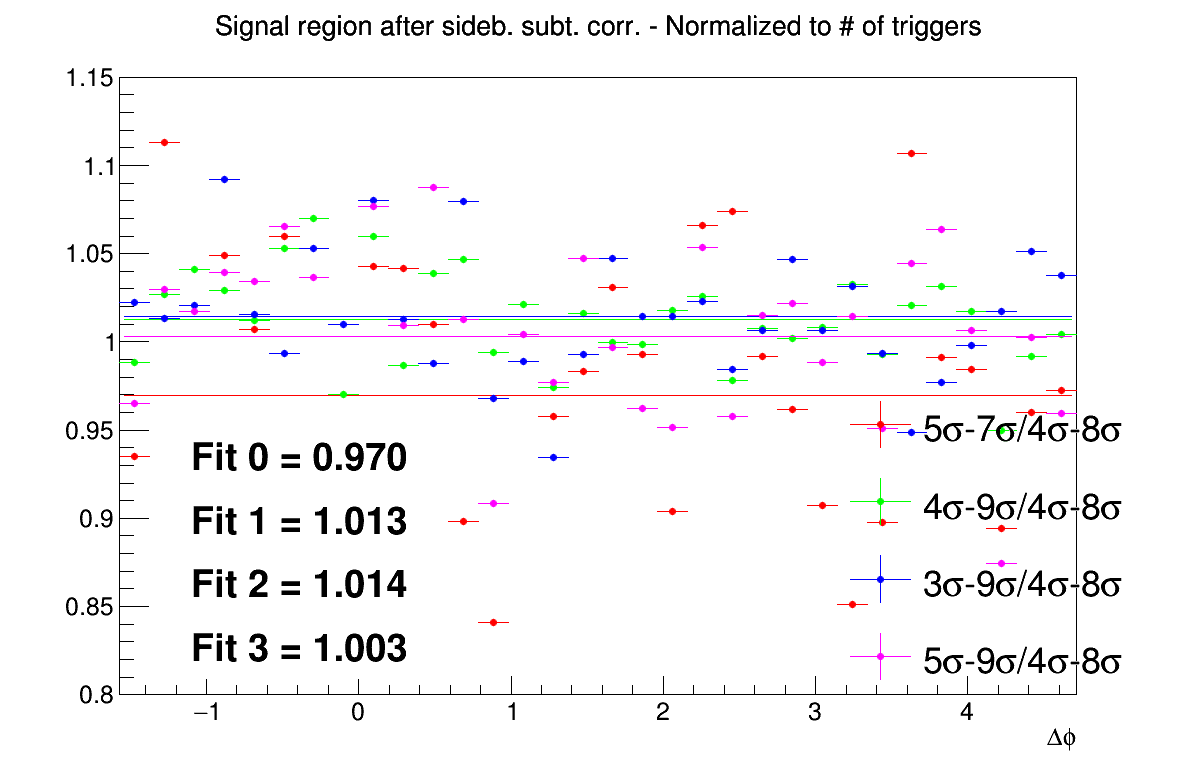 Signal region after sideb. subt. corr. - Normalized to # of triggers
1.15
1.1
1.05
1
0.95
0.9
0.85
0.8
Fit 0 = 0.970
Fit 1 = 1.013
Fit 2 = 1.014
Fit 3 = 1.003
5σ-7σ/4σ-8σ
4σ-9σ/4σ-8σ
3σ-9σ/4σ-8σ
5σ-9σ/4σ-8σ
−1 0 1 2 3 4
Δϕ